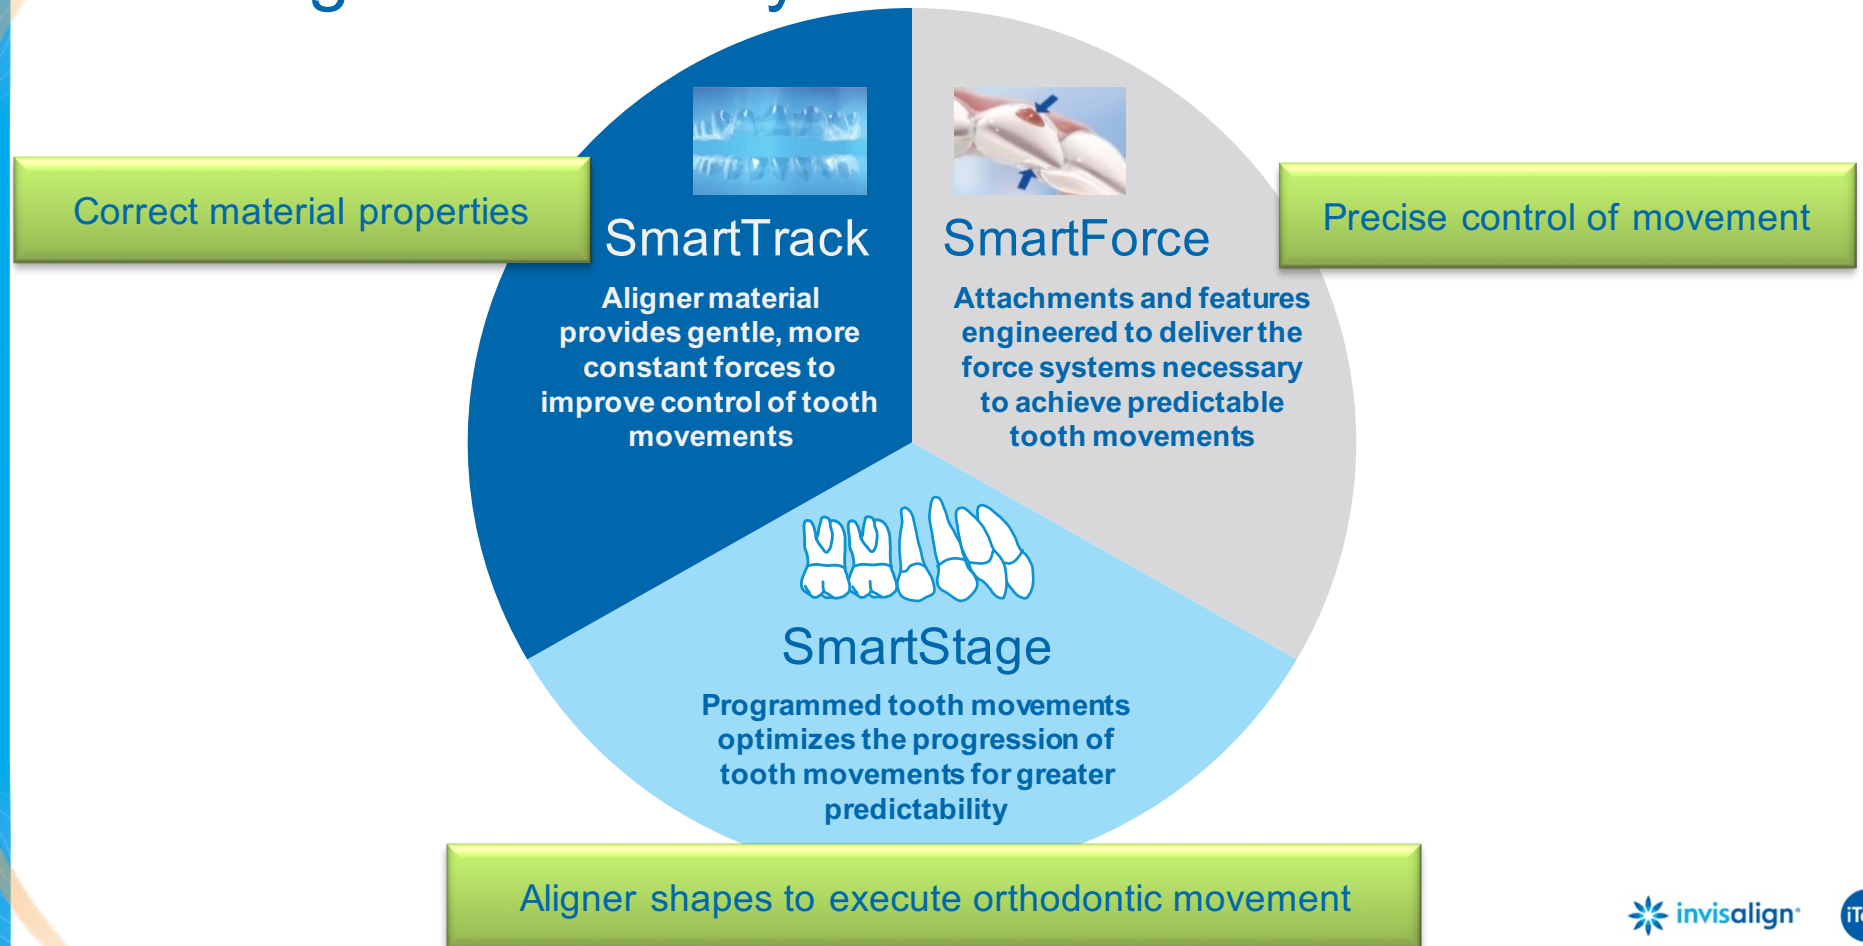 Correct material properties
SmartTrack
Aligner material
provides gentle, more
constant forces to
improve control of tooth
movements
SmartForce
Attachments and features
engineered to deliver the
force systems necessary
to achieve predictable
tooth movements
Precise control of movement
SmartStage
Programmed tooth movements
optimizes the progression of
tooth movements for greater
predictability
Aligner shapes to execute orthodontic movement
invisalign